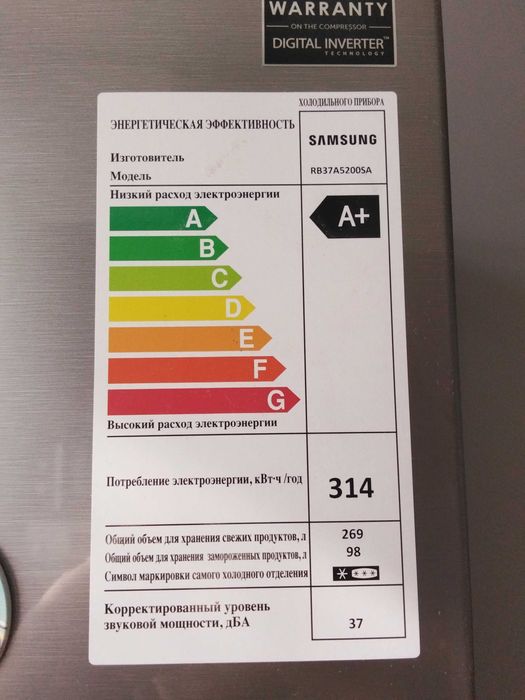 WARRANTY
ON THE COMPRESSOR
DIGITAL INVERTER™
TECHNOLOGY
ХОЛОДИЛЬНОГО ПРИБОРА
ЭНЕРГЕТИЧЕСКАЯ ЭФФЕКТИВНОСТЬ
SAMSUNG
Изготовитель
Модель
RB37A5200SA
Низкий расход электроэнергии
A
A+
B
C
D
E
F
G
Высокий расход электроэнергии
Потребление электроэнергии, кВт·ч /год
314
Общий объем для хранения свежих продуктов, л
269
Общий объем для хранения замороженных продуктов, л
98
Символ маркировки самого холодного отделения
Корректированный уровень
звуковой мощности, дБА
37